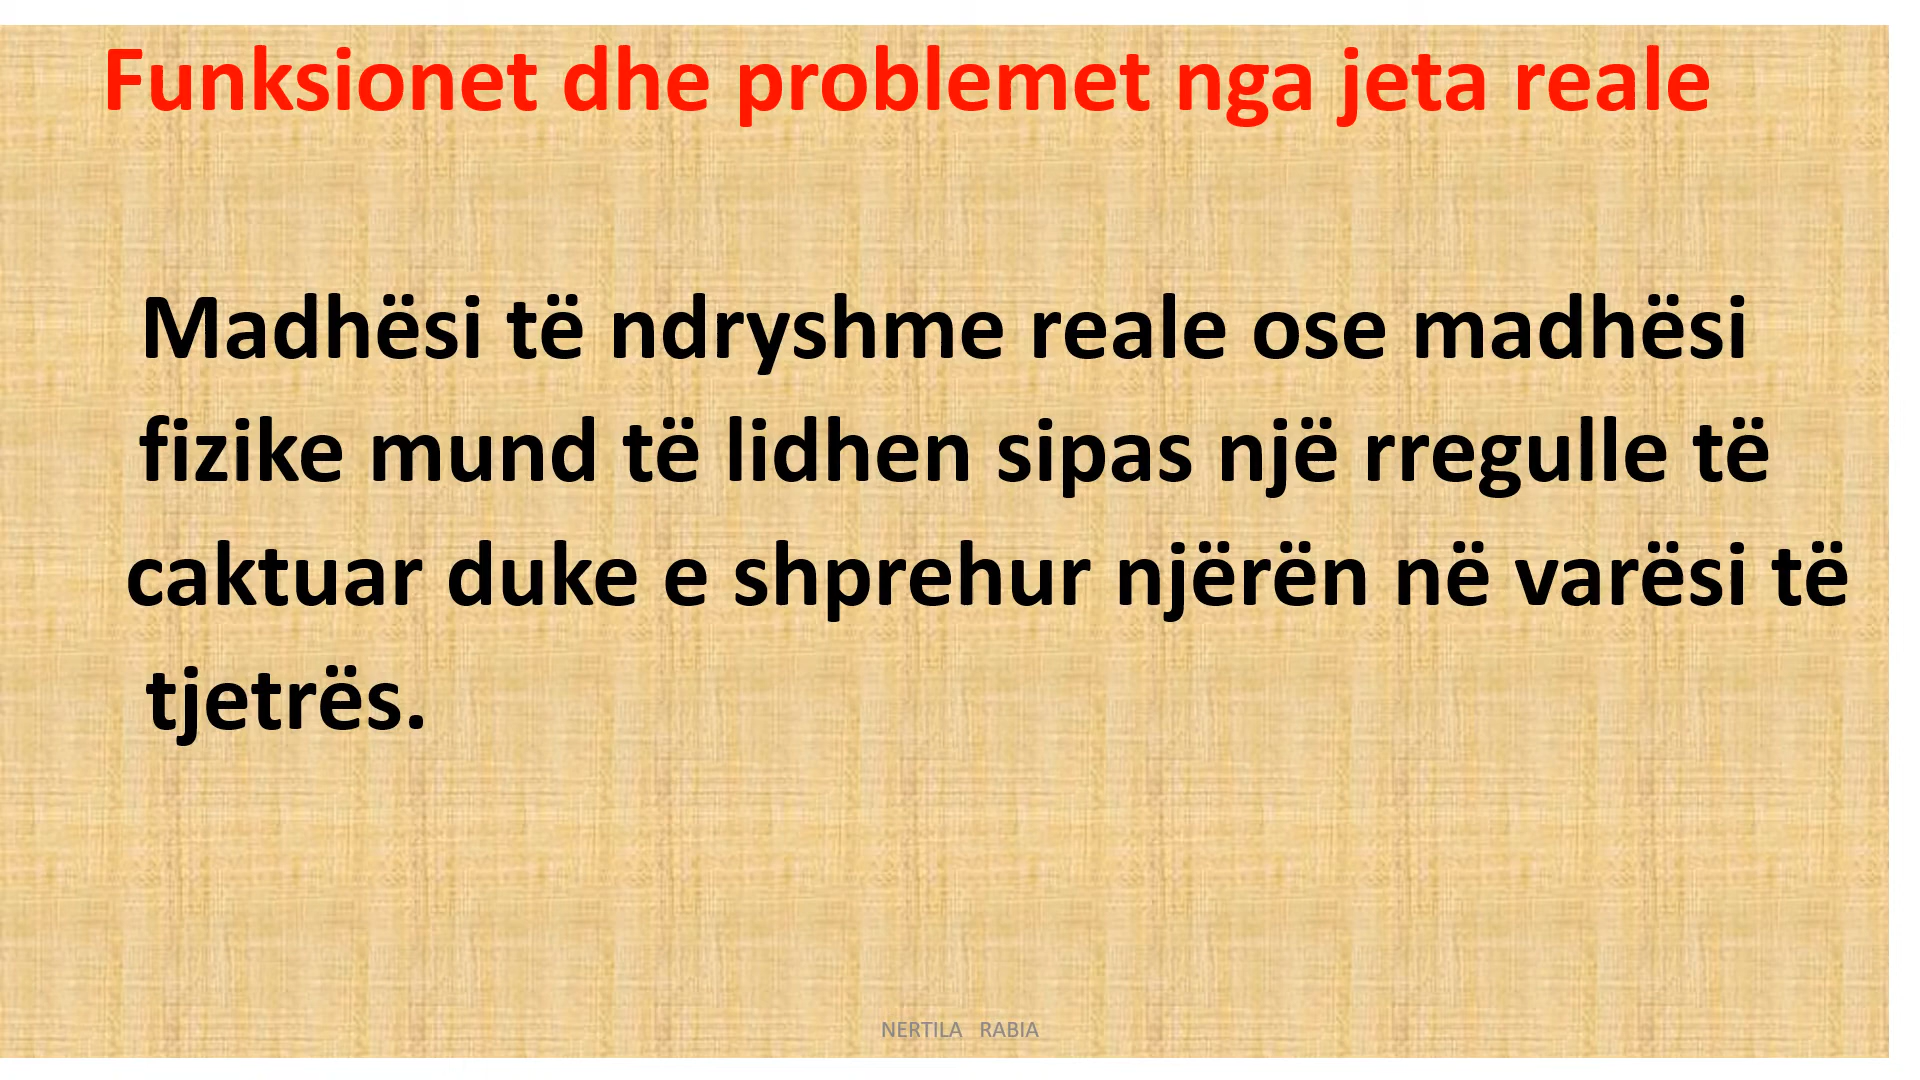 Funksionet dhe problemet nga jeta reale
Madhësi të ndryshme reale ose madhësi
fizike mund të lidhen sipas një rregulle të
caktuar duke e shprehur njërën në varësi të
tjetrës.
NERTILA RABIA